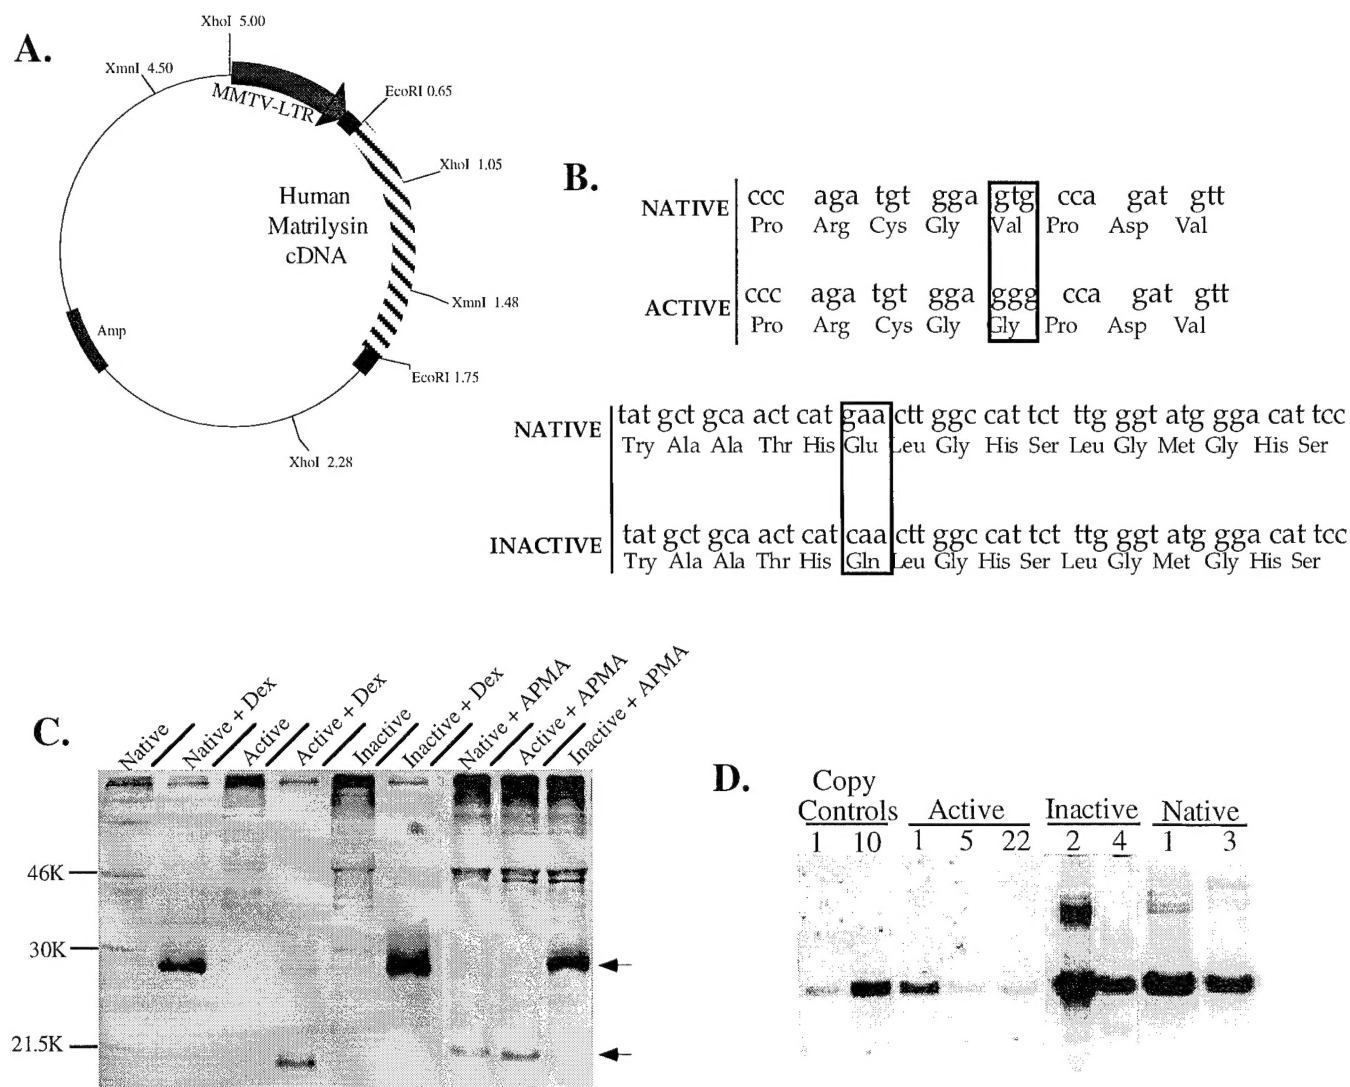 A.
XhoI 5.00
XmnI 4.50
MMTV-LTR
EcoRI 0.65
XhoI 1.05
Human
Matrilysin
cDNA
XmnI 1.48
Amp
EcoRI 1.75
XhoI 2.28
B.
NATIVE ccc aga tgt gga gtg cca gat gtt
Pro Arg Cys Gly Val Pro Asp Val
ACTIVE ccc aga tgt gga ggg cca gat gtt
Pro Arg Cys Gly Gly Pro Asp Val
NATIVE tat gct gca act cat gaa ctt ggc cat tct ttg ggt atg gga cat tcc
Try Ala Ala Thr His Glu Leu Gly His Ser Leu Gly Met Gly His Ser
INACTIVE tat gct gca act cat caa ctt ggc cat tct ttg ggt atg gga cat tcc
Try Ala Ala Thr His Gln Leu Gly His Ser Leu Gly Met Gly His Ser
C.
Native
Native + Dex
Active
Active + Dex
Inactive
Inactive + Dex
Native + APMA
Active + APMA
Inactive + APMA
46K
30K
21.5K
D.
Copy
Controls Active Inactive Native
1 10 1 5 22 2 4 1 3